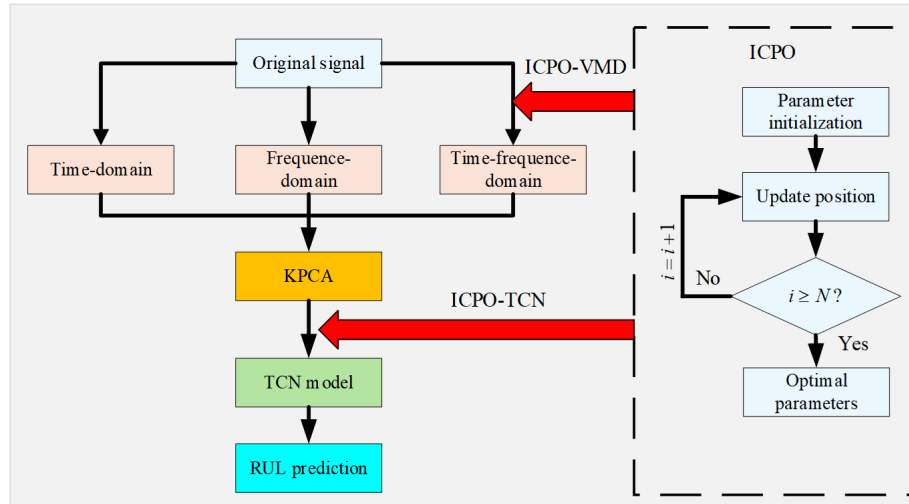 Original signal
ICPO-VMD
Time-domain
Frequence-
domain
Time-frequence-
domain
KPCA
ICPO-TCN
TCN model
RUL prediction
ICPO
Parameter
initialization
Update position
i = i+1
No
i ≥ N?
Yes
Optimal
parameters